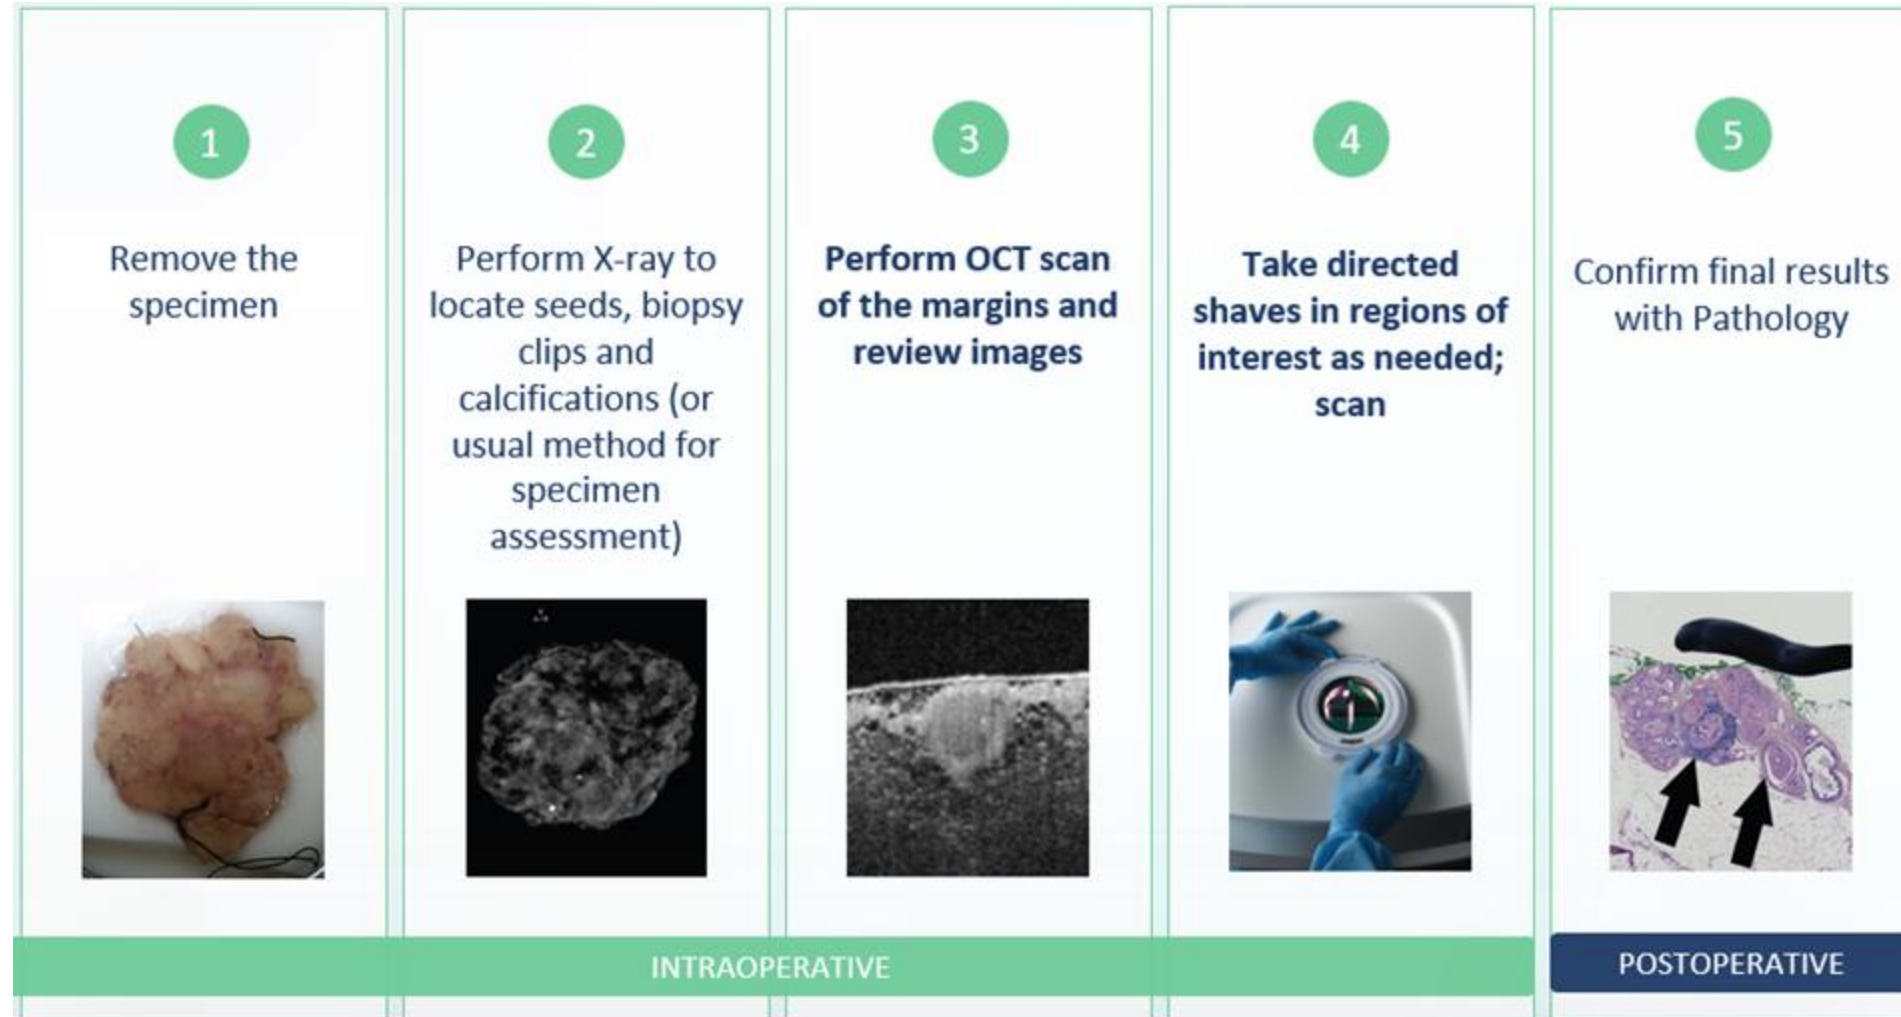 1
Remove the
specimen
2
Perform X-ray to
locate seeds, biopsy
clips and
calcifications (or
usual method for
specimen
assessment)
3
Perform OCT scan
of the margins and
review images
4
Take directed
shaves in regions of
interest as needed;
scan
5
Confirm final results
with Pathology
INTRAOPERATIVE
POSTOPERATIVE